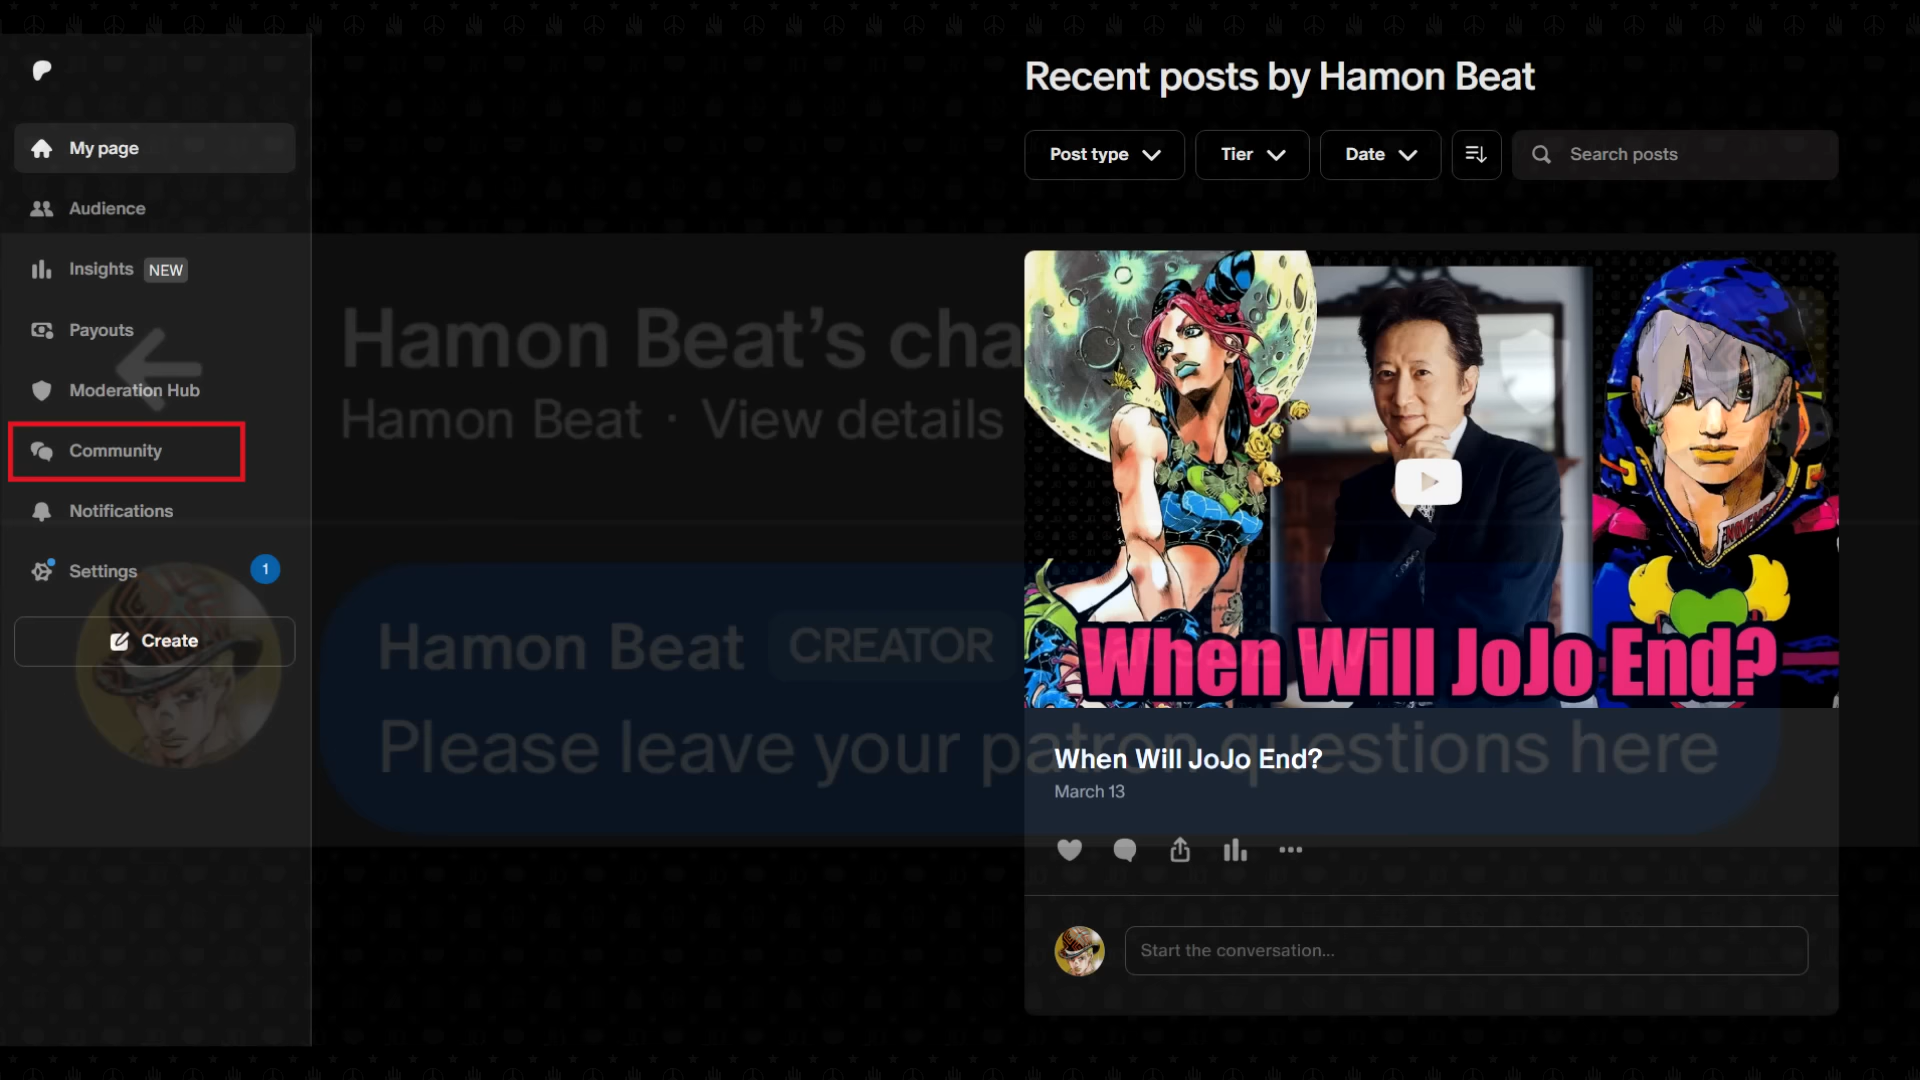 My page
Audience
Insights NEW
Payouts
Moderation Hub
Community
Notifications
Settings 1
Create
Hamon Beat's cha
Hamon Beat · View details
Hamon Beat CREATOR
Please leave your patron questions here
Recent posts by Hamon Beat
Post type
Tier
Date
Search posts
When Will JoJo End?
When Will JoJo End?
March 13
Start the conversation...